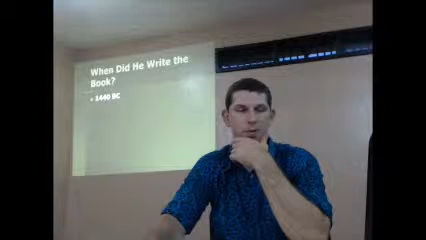 When Did He Write the
Book?
1440 BC